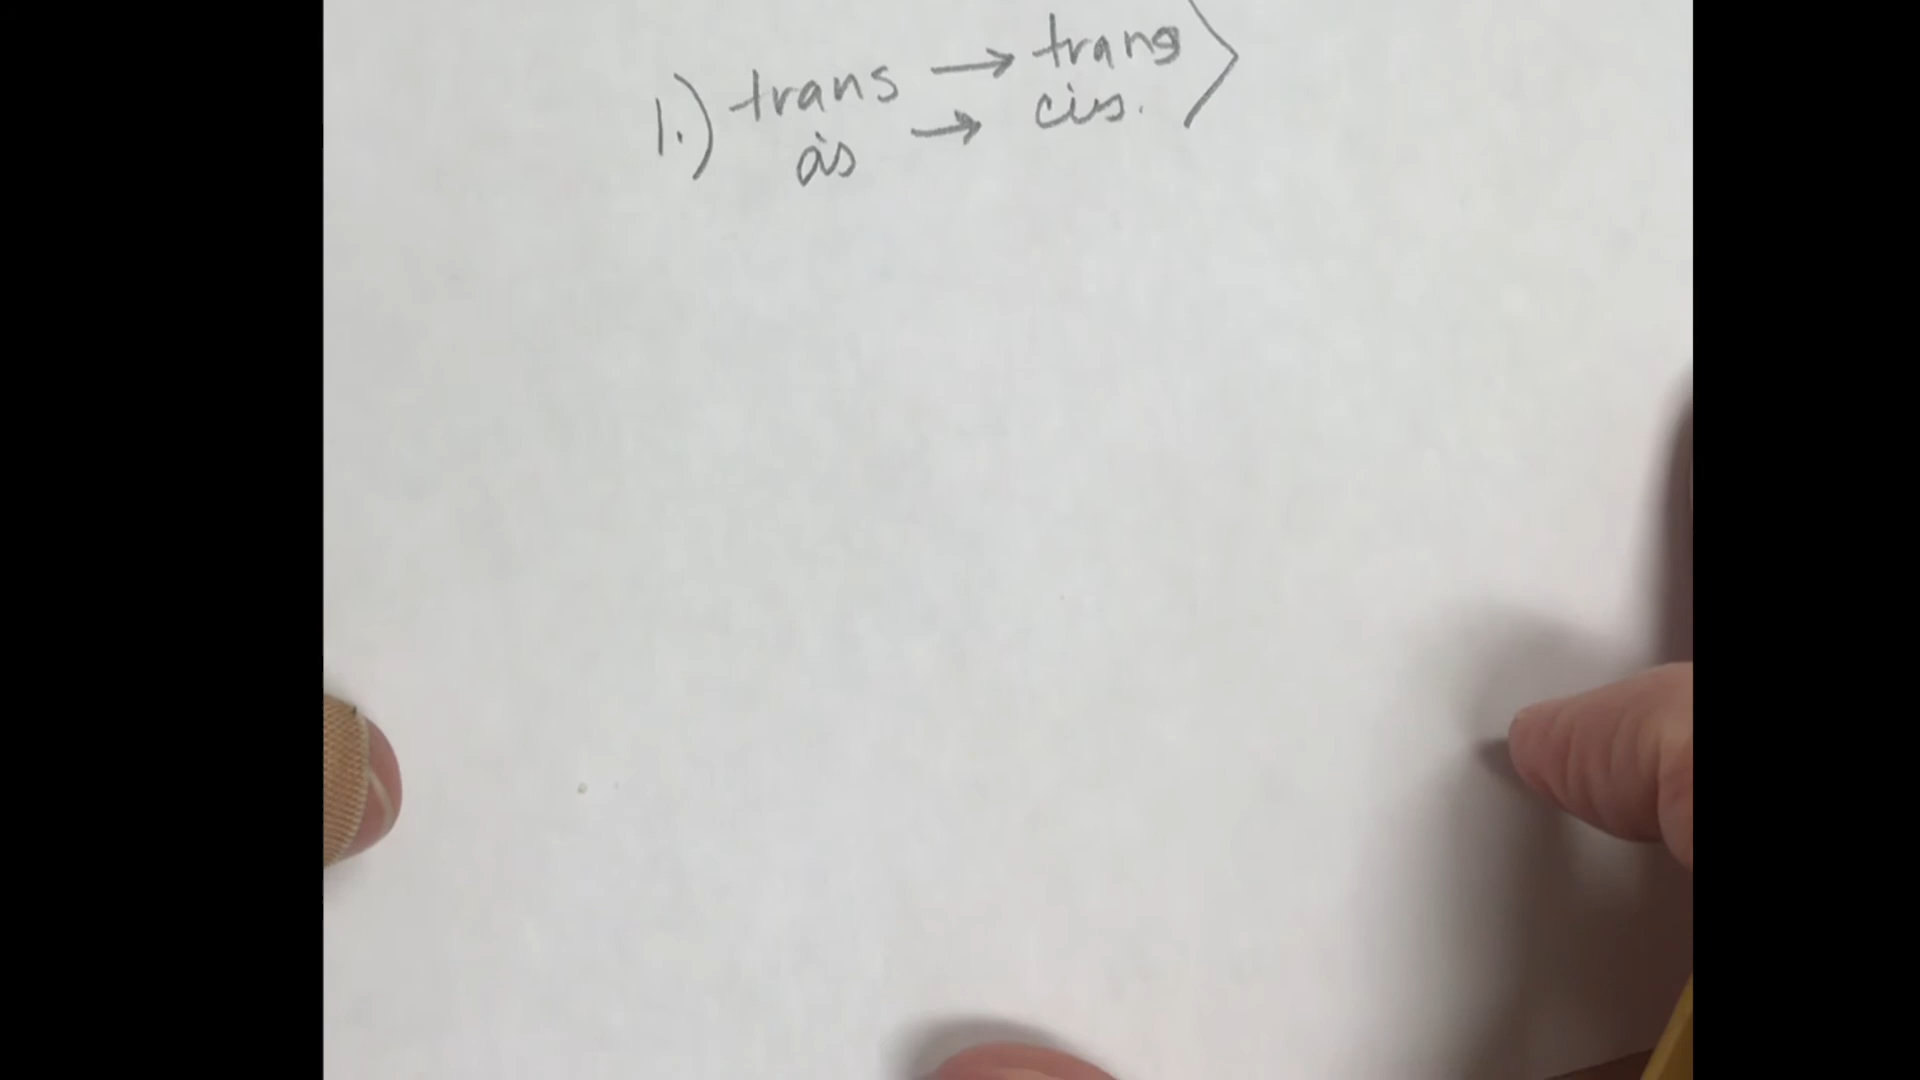 1.) trans → trans
cis → cis.